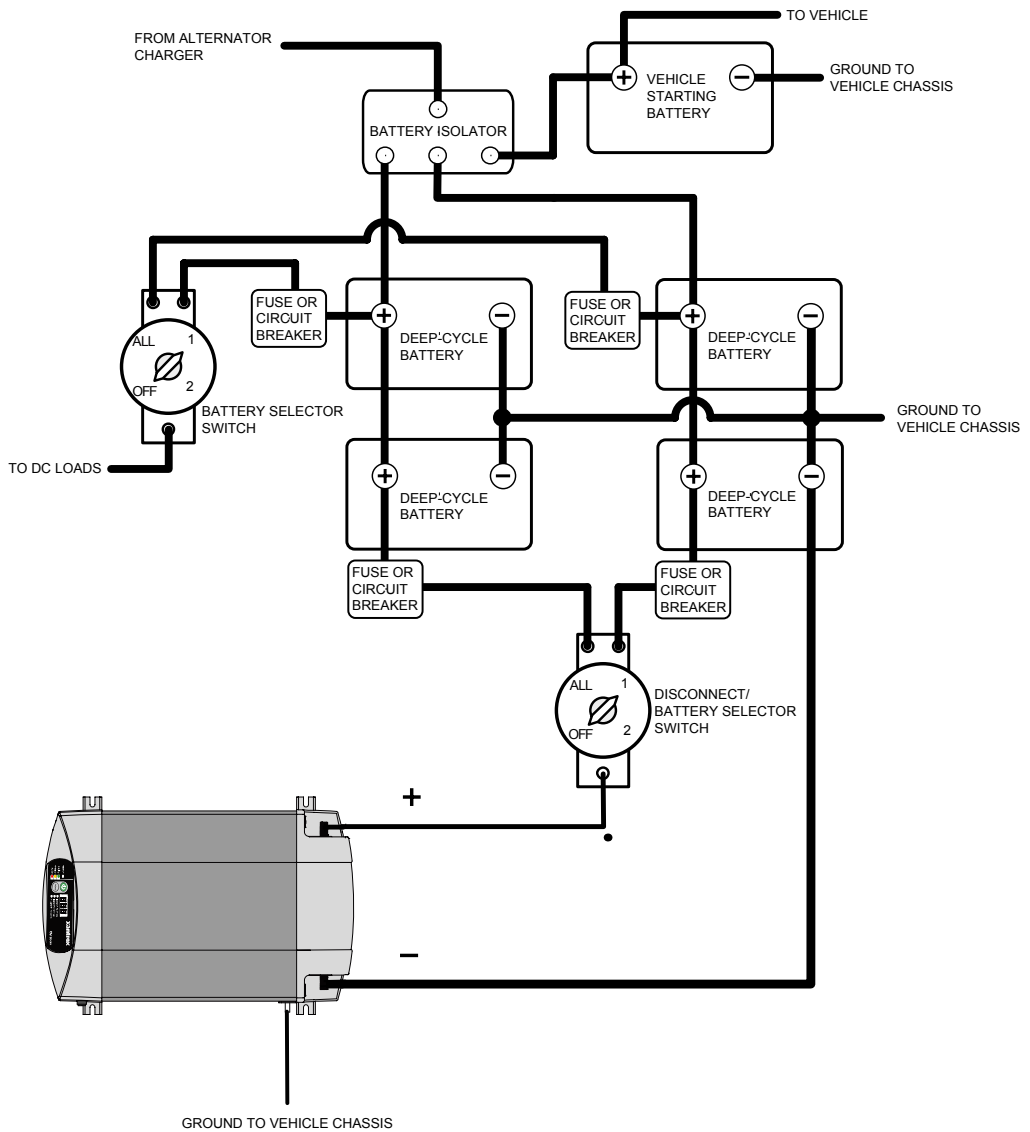 TO VEHICLE
FROM ALTERNATOR
CHARGER
+
−
VEHICLE
STARTING
BATTERY
GROUND TO
VEHICLE CHASSIS
BATTERY ISOLATOR
FUSE OR
CIRCUIT
BREAKER
+
−
DEEP-CYCLE
BATTERY
FUSE OR
CIRCUIT
BREAKER
+
−
DEEP-CYCLE
BATTERY
ALL
1
OFF
2
BATTERY SELECTOR
SWITCH
GROUND TO
VEHICLE CHASSIS
TO DC LOADS
+
−
DEEP-CYCLE
BATTERY
+
−
DEEP-CYCLE
BATTERY
FUSE OR
CIRCUIT
BREAKER
FUSE OR
CIRCUIT
BREAKER
ALL
1
OFF
2
DISCONNECT/
BATTERY SELECTOR
SWITCH
+
−
GROUND TO VEHICLE CHASSIS